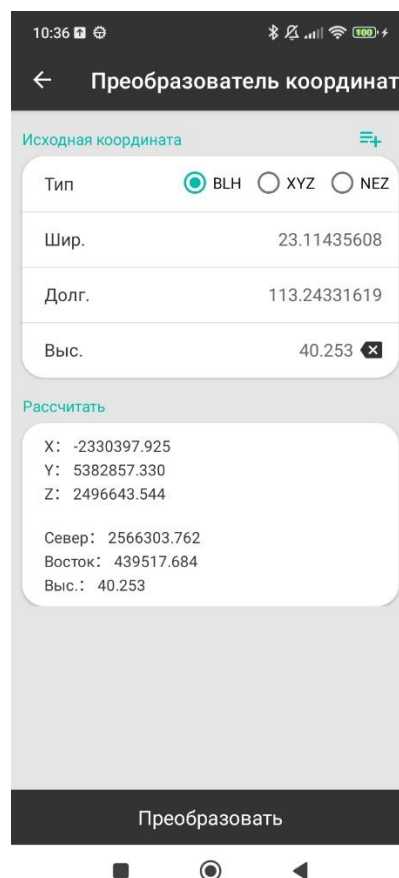 10:36 100
Преобразователь координат
Исходная координата
Тип BLH XYZ NEZ
Шир. 23.11435608
Долг. 113.24331619
Выс. 40.253
Рассчитать
X: -2330397.925
Y: 5382857.330
Z: 2496643.544
Север: 2566303.762
Восток: 439517.684
Выс.: 40.253
Преобразовать